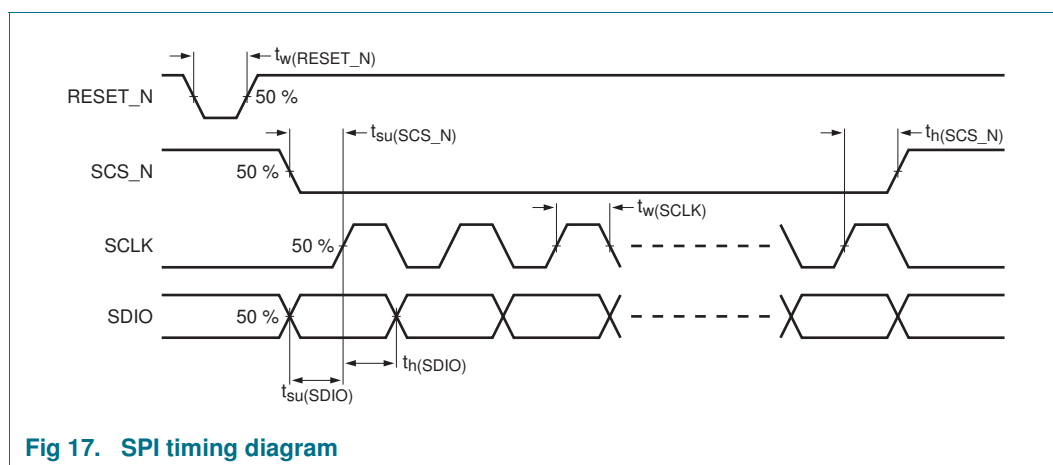 tw(RESET_N)
RESET_N
50 %
tsu(SCS_N)
th(SCS_N)
SCS_N
50 %
tw(SCLK)
SCLK
50 %
SDIO
50 %
th(SDIO)
tsu(SDIO)
Fig 17. SPI timing diagram